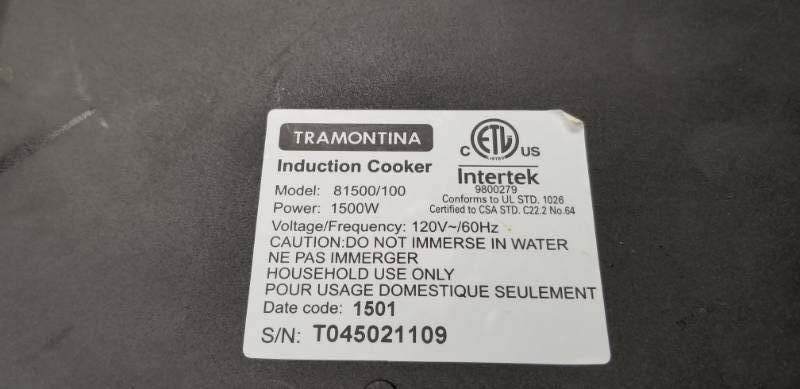 TRAMONTINA
Induction Cooker
Model: 81500/100
Power: 1500W
C ETL US
LISTED
Intertek
9800279
Conforms to UL STD. 1026
Certified to CSA STD. C22.2 No.64
Voltage/Frequency: 120V~/60Hz
CAUTION:DO NOT IMMERSE IN WATER
NE PAS IMMERGER
HOUSEHOLD USE ONLY
POUR USAGE DOMESTIQUE SEULEMENT
Date code: 1501
S/N: T045021109